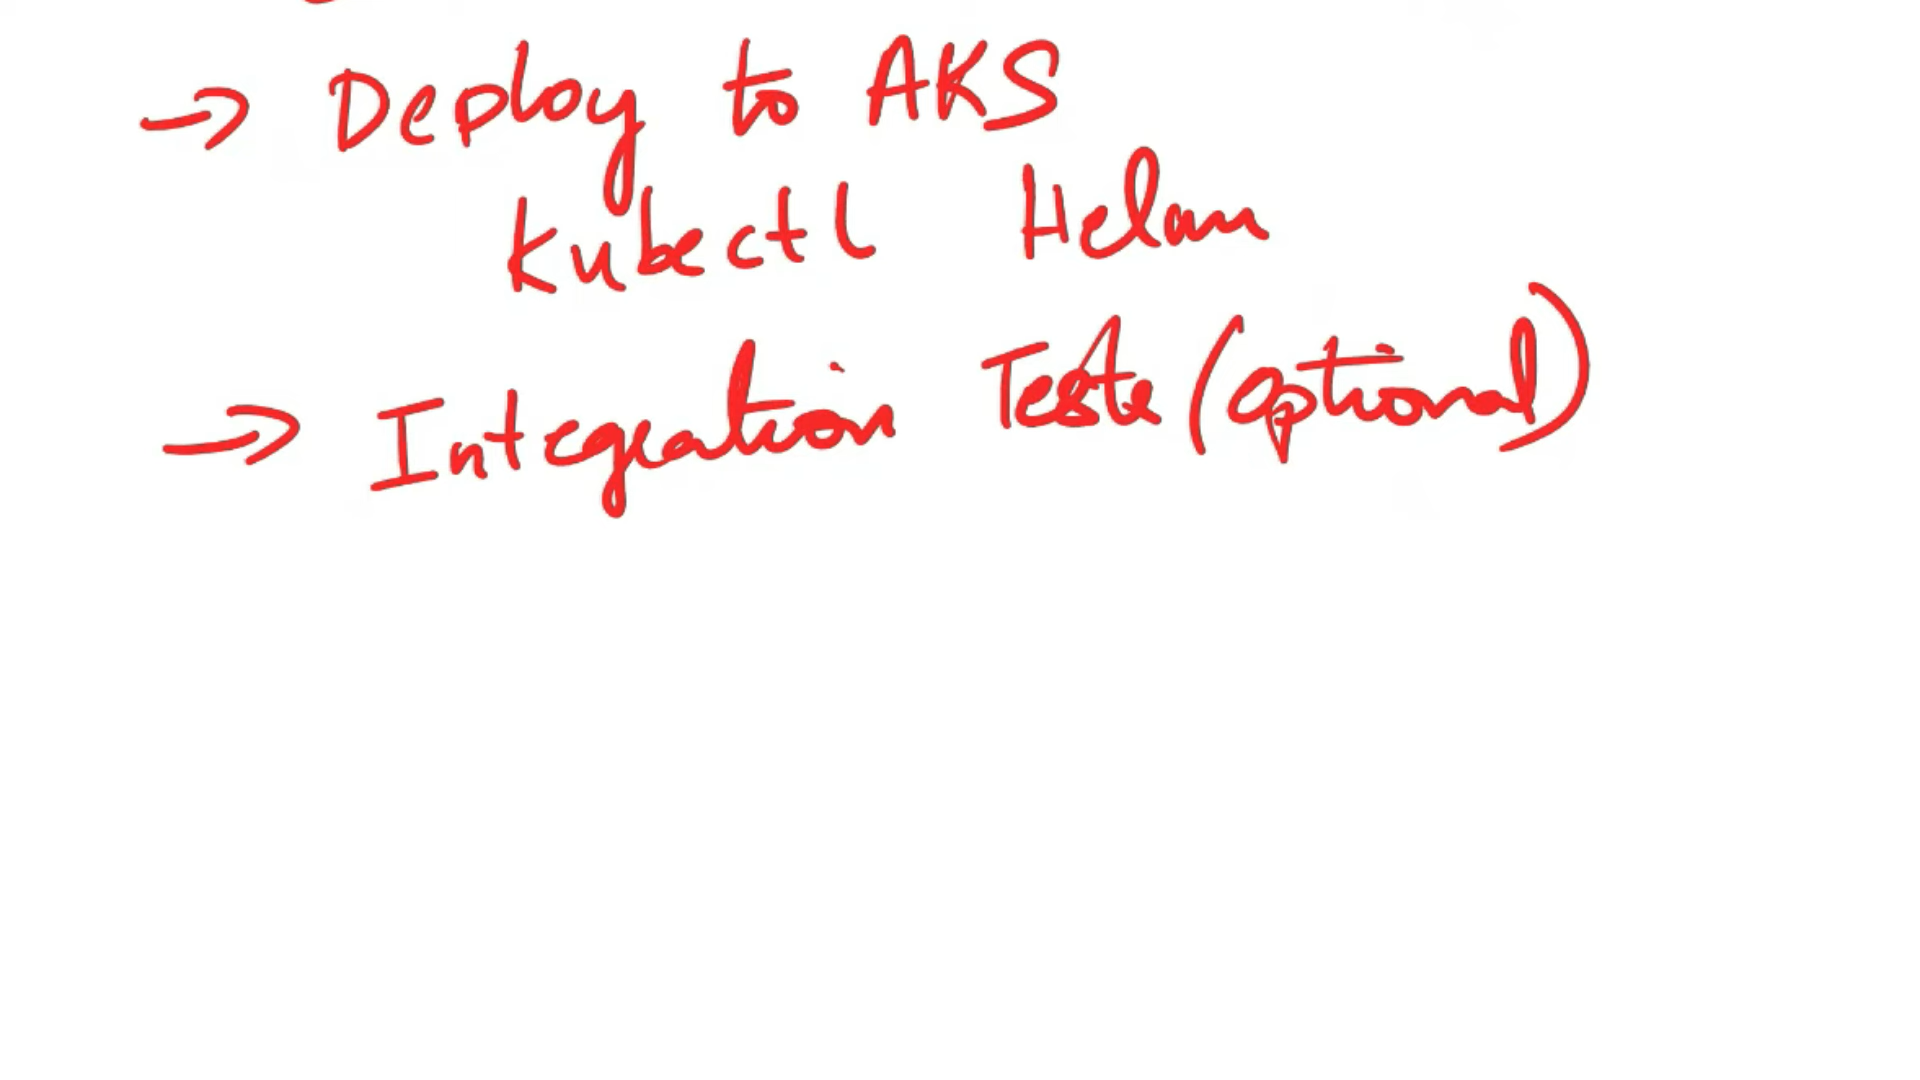 → Deploy to AKS
Kubectl Helm
→ Integration Tests (optional)